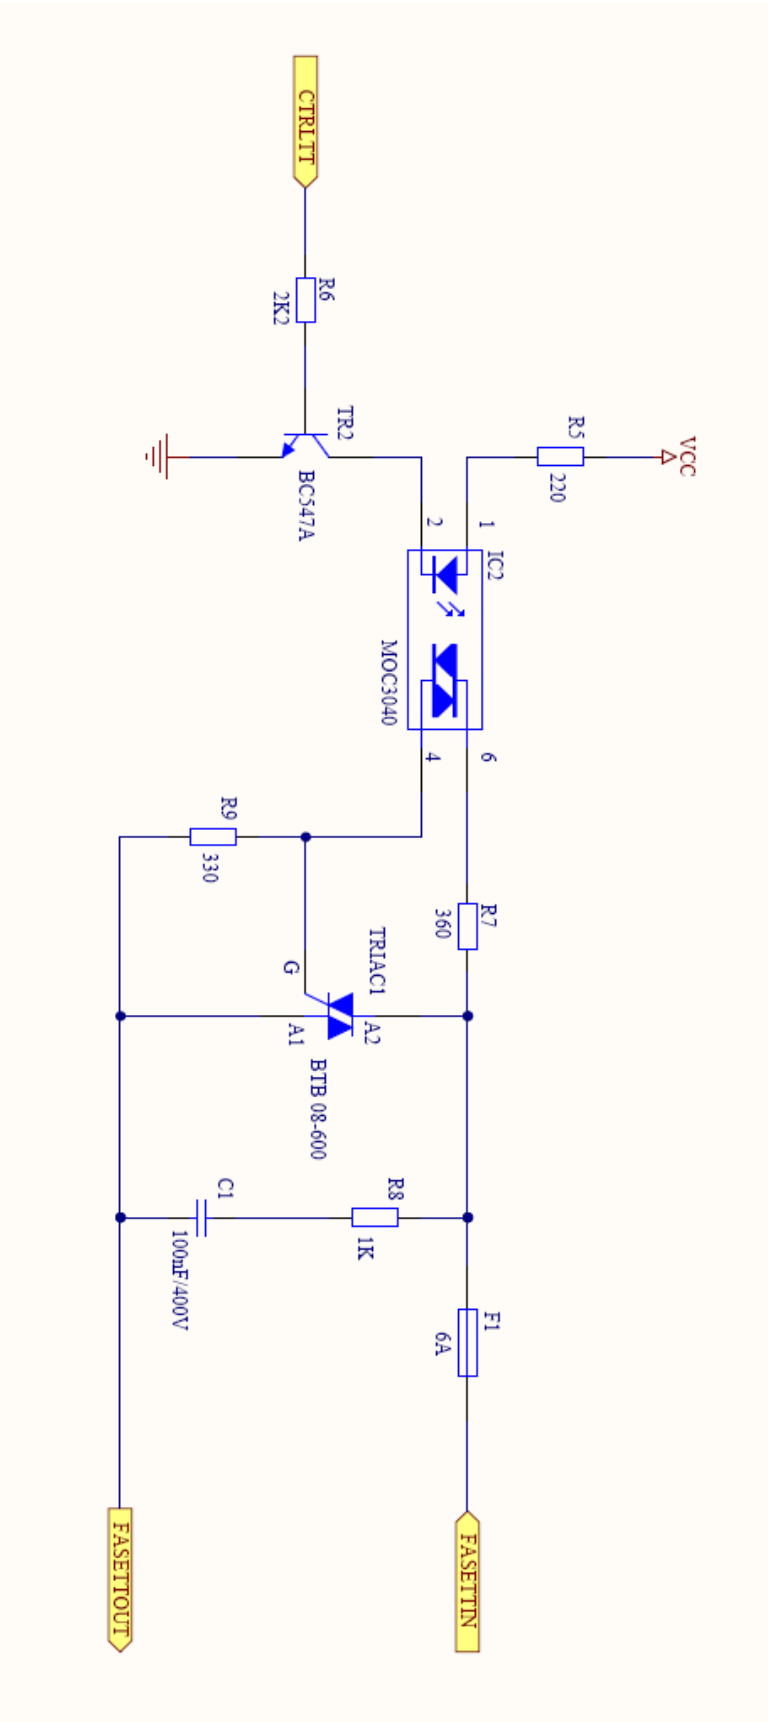 VCC
R5
220
CTRLTT
R6
2K2
TR2
BC547A
1
2
IC2
MOC3040
6
4
R7
360
R9
330
TRIAC1
G
A2
A1
BTB 08-600
R8
1K
C1
100nF/400V
F1
6A
FASETTIN
FASETTOUT